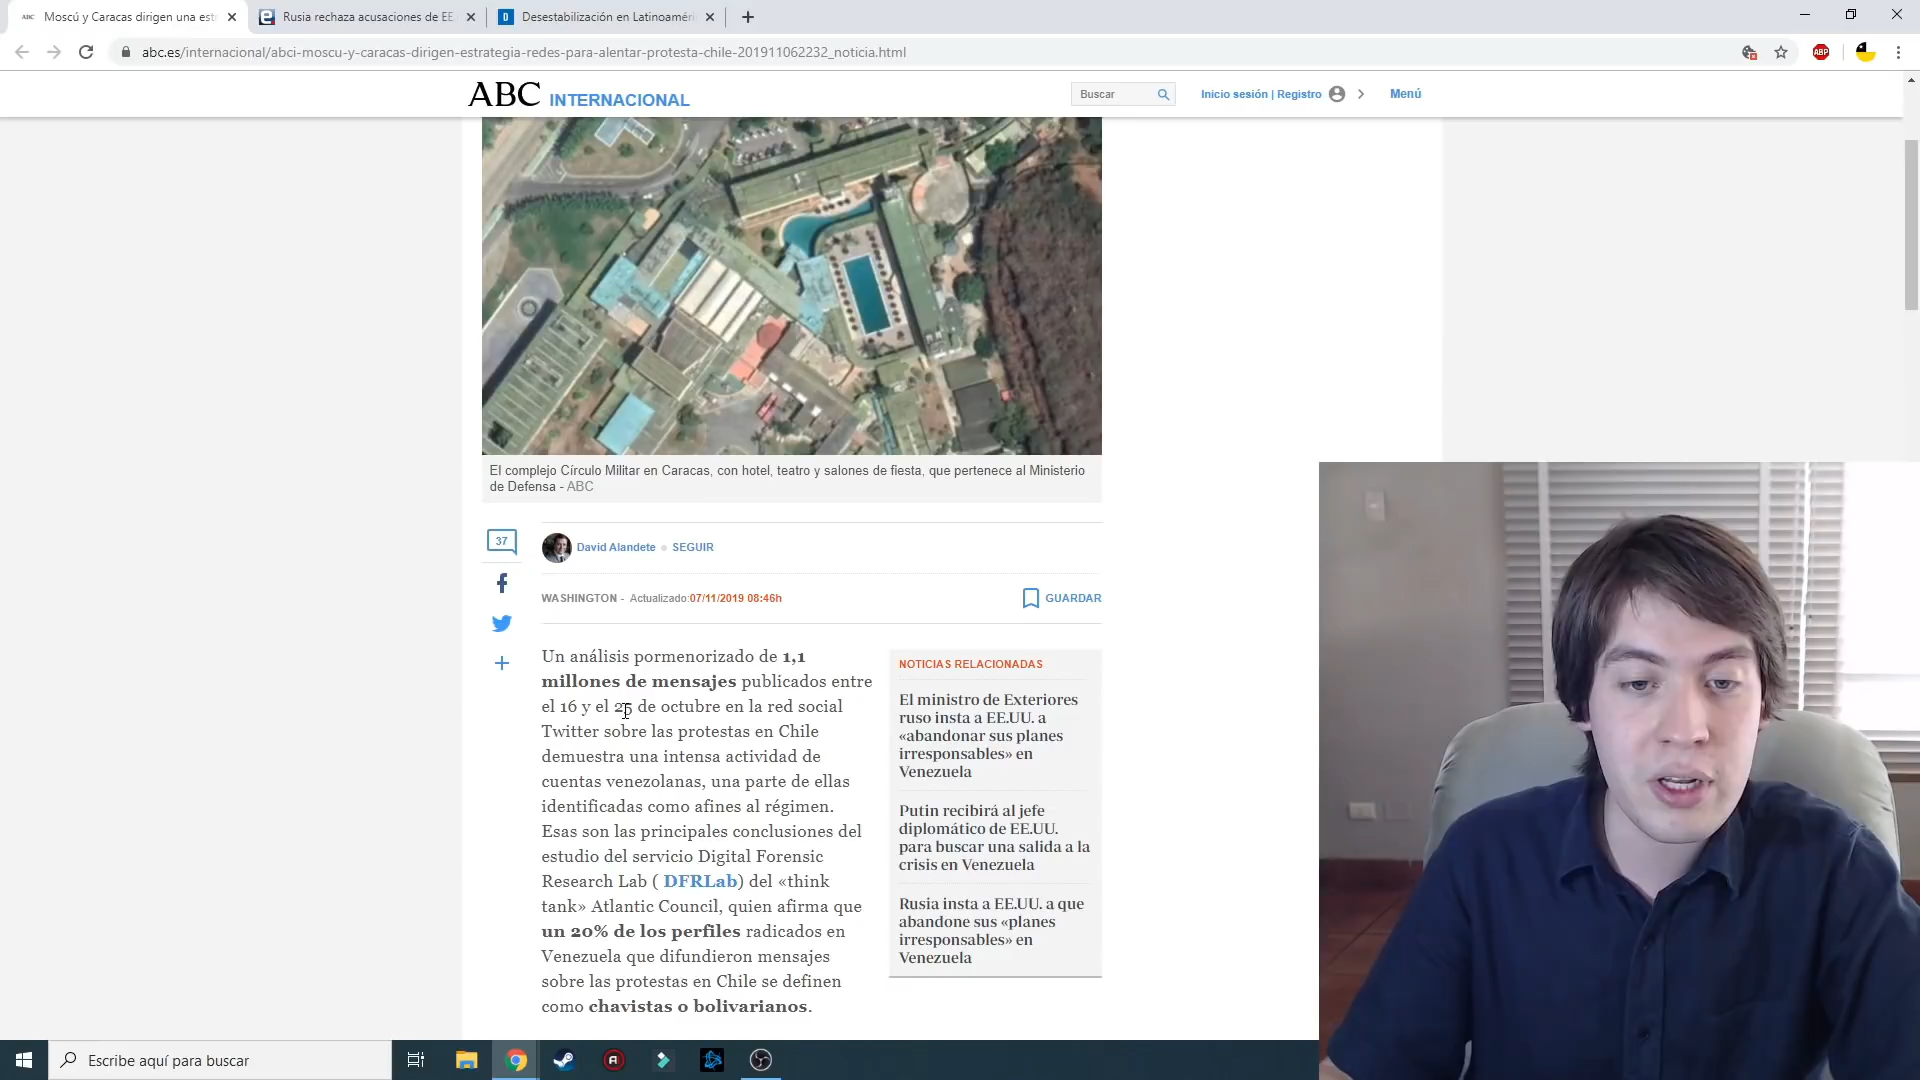 ABC
Moscú y Caracas dirigen una est
Rusia rechaza acusaciones de EE.
D
Desestabilización en Latinoaméri
abc.es/internacional/abci-moscu-y-caracas-dirigen-estrategia-redes-para-alentar-protesta-chile-201911062232_noticia.html
ABP
ABC INTERNACIONAL
Buscar
Inicio sesión | Registro
Menú
El complejo Círculo Militar en Caracas, con hotel, teatro y salones de fiesta, que pertenece al Ministerio
de Defensa - ABC
37
David Alandete
SEGUIR
WASHINGTON - Actualizado:07/11/2019 08:46h
GUARDAR
Un análisis pormenorizado de 1,1
millones de mensajes publicados entre
el 16 y el 25 de octubre en la red social
Twitter sobre las protestas en Chile
demuestra una intensa actividad de
cuentas venezolanas, una parte de ellas
identificadas como afines al régimen.
Esas son las principales conclusiones del
estudio del servicio Digital Forensic
Research Lab ( DFRLab) del «think
tank» Atlantic Council, quien afirma que
un 20% de los perfiles radicados en
Venezuela que difundieron mensajes
sobre las protestas en Chile se definen
como chavistas o bolivarianos.
NOTICIAS RELACIONADAS
El ministro de Exteriores
ruso insta a EE.UU. a
«abandonar sus planes
irresponsables» en
Venezuela
Putin recibirá al jefe
diplomático de EE.UU.
para buscar una salida a la
crisis en Venezuela
Rusia insta a EE.UU. a que
abandone sus «planes
irresponsables» en
Venezuela
Escribe aquí para buscar